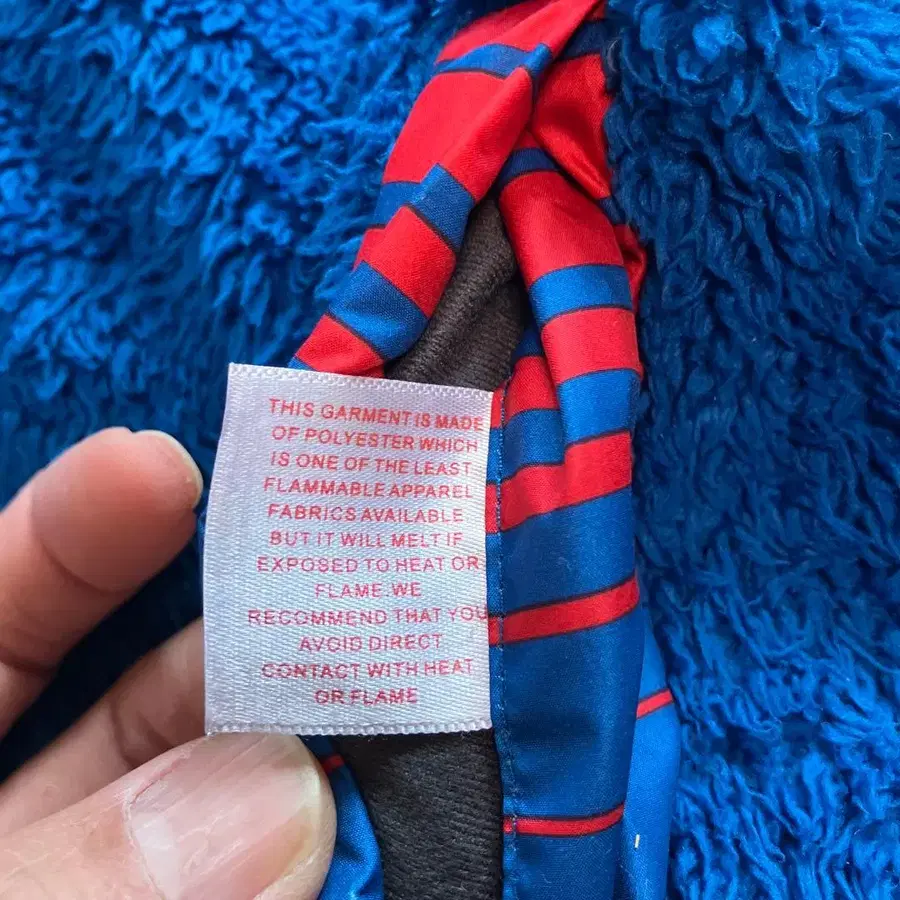 THIS GARMENT IS MADE
OF POLYESTER WHICH
IS ONE OF THE LEAST
FLAMMABLE APPAREL
FABRICS AVAILABLE
BUT IT WILL MELT IF
EXPOSED TO HEAT OR
FLAME. WE
RECOMMEND THAT YOU
AVOID DIRECT
CONTACT WITH HEAT
OR FLAME